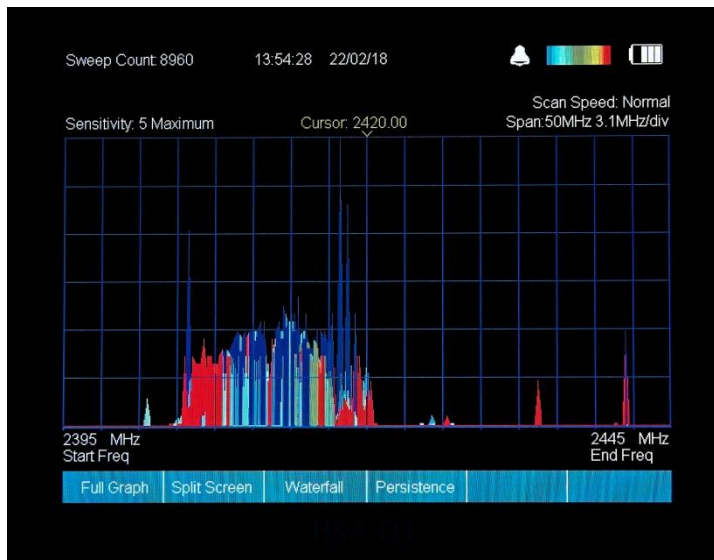 Sweep Count: 8960 13:54:28 22/02/18
Scan Speed: Normal
Sensitivity: 5 Maximum Cursor: 2420.00 Span:50MHz 3.1MHz/div
2395 MHz 2445 MHz
Start Freq End Freq
Full Graph Split Screen Waterfall Persistence